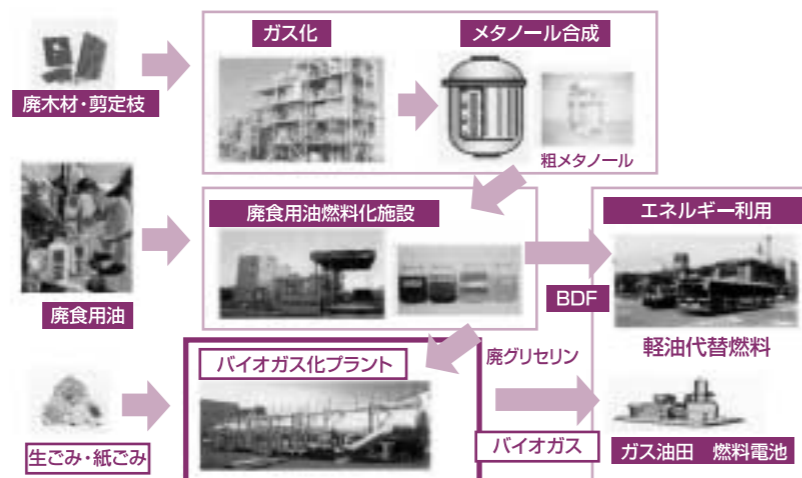 ガス化
メタノール合成
廃木材・剪定枝
粗メタノール
廃食用油燃料化施設
エネルギー利用
廃食用油
BDF
軽油代替燃料
バイオガス化プラント
廃グリセリン
生ごみ・紙ごみ
バイオガス
ガス油田 燃料電池